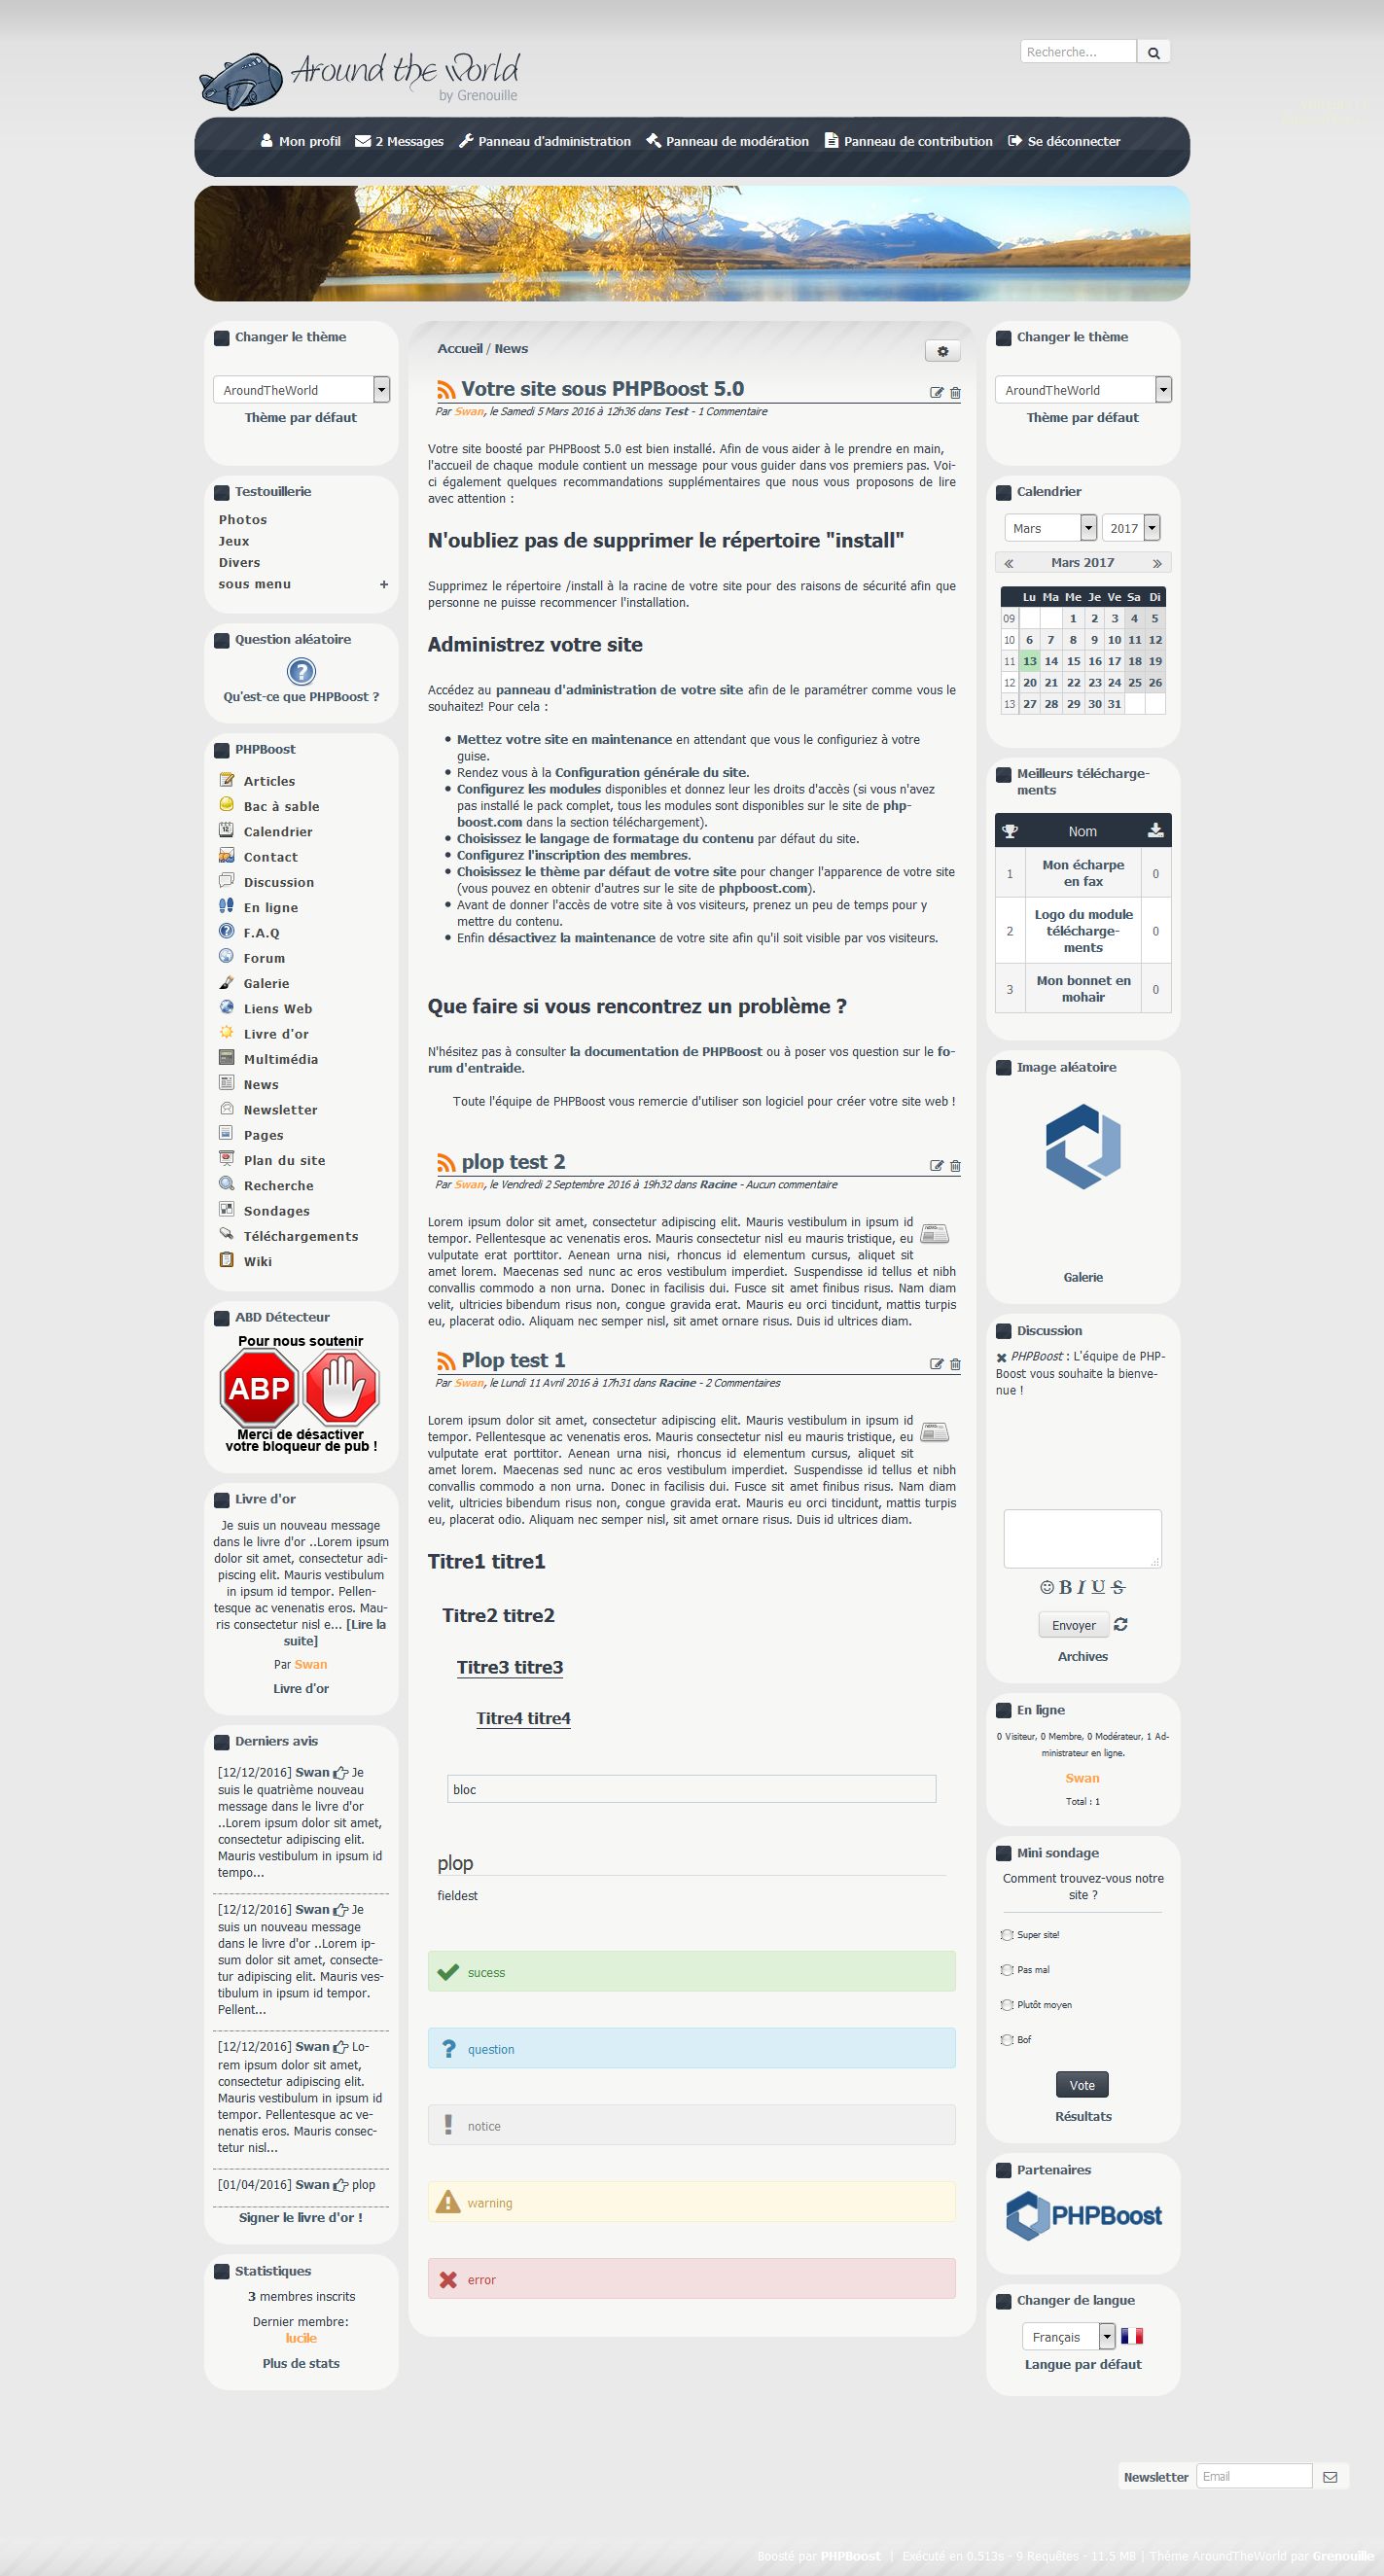 Around the World
by Grenouille
Recherche...
Mon profil 2 Messages Panneau d'administration Panneau de modération Panneau de contribution Se déconnecter
Changer le thème
AroundTheWorld
Thème par défaut
Testouillerie
Photos
Jeux
Divers
sous menu +
Question aléatoire
Qu'est-ce que PHPBoost ?
PHPBoost
Articles
Bac à sable
Calendrier
Contact
Discussion
En ligne
F.A.Q
Forum
Galerie
Liens Web
Livre d'or
Multimédia
News
Newsletter
Pages
Plan du site
Recherche
Sondages
Téléchargements
Wiki
ABD Détecteur
Pour nous soutenir
ABP
Merci de désactiver
votre bloqueur de pub !
Livre d'or
Je suis un nouveau message
dans le livre d'or ..Lorem ipsum
dolor sit amet, consectetur adi-
piscing elit. Mauris vestibulum
in ipsum id tempor. Pellen-
tesque ac venenatis eros. Mau-
ris consectetur nisl e... [Lire la
suite]
Par Swan
Livre d'or
Derniers avis
[12/12/2016] Swan Je
suis le quatrième nouveau
message dans le livre d'or
..Lorem ipsum dolor sit amet,
consectetur adipiscing elit.
Mauris vestibulum in ipsum id
tempo...
[12/12/2016] Swan Je
suis un nouveau message
dans le livre d'or ..Lorem ip-
sum dolor sit amet, consecte-
tur adipiscing elit. Mauris ves-
tibulum in ipsum id tempor.
Pellent...
[12/12/2016] Swan Lo-
rem ipsum dolor sit amet,
consectetur adipiscing elit.
Mauris vestibulum in ipsum id
tempor. Pellentesque ac ve-
nenatis eros. Mauris consec-
tetur nisl...
[01/04/2016] Swan plop
Signer le livre d'or !
Statistiques
3 membres inscrits
Dernier membre:
lucile
Plus de stats
Accueil / News
Votre site sous PHPBoost 5.0
Par Swan, le Samedi 5 Mars 2016 à 12h36 dans Test - 1 Commentaire
Votre site boosté par PHPBoost 5.0 est bien installé. Afin de vous aider à le prendre en main,
l'accueil de chaque module contient un message pour vous guider dans vos premiers pas. Voi-
ci également quelques recommandations supplémentaires que nous vous proposons de lire
avec attention :
N'oubliez pas de supprimer le répertoire "install"
Supprimez le répertoire /install à la racine de votre site pour des raisons de sécurité afin que
personne ne puisse recommencer l'installation.
Administrez votre site
Accédez au panneau d'administration de votre site afin de le paramétrer comme vous le
souhaitez! Pour cela :
• Mettez votre site en maintenance en attendant que vous le configuriez à votre
guise.
• Rendez vous à la Configuration générale du site.
• Configurez les modules disponibles et donnez leur les droits d'accès (si vous n'avez
pas installé le pack complet, tous les modules sont disponibles sur le site de php-
boost.com dans la section téléchargement).
• Choisissez le langage de formatage du contenu par défaut du site.
• Configurez l'inscription des membres.
• Choisissez le thème par défaut de votre site pour changer l'apparence de votre site
(vous pouvez en obtenir d'autres sur le site de phpboost.com).
• Avant de donner l'accès de votre site à vos visiteurs, prenez un peu de temps pour y
mettre du contenu.
• Enfin désactivez la maintenance de votre site afin qu'il soit visible par vos visiteurs.
Que faire si vous rencontrez un problème ?
N'hésitez pas à consulter la documentation de PHPBoost ou à poser vos question sur le fo-
rum d'entraide.
Toute l'équipe de PHPBoost vous remercie d'utiliser son logiciel pour créer votre site web !
plop test 2
Par Swan, le Vendredi 2 Septembre 2016 à 19h32 dans Racine - Aucun commentaire
Lorem ipsum dolor sit amet, consectetur adipiscing elit. Mauris vestibulum in ipsum id
tempor. Pellentesque ac venenatis eros. Mauris consectetur nisl eu mauris tristique, eu
vulputate erat porttitor. Aenean urna nisi, rhoncus id elementum cursus, aliquet sit
amet lorem. Maecenas sed nunc ac eros vestibulum imperdiet. Suspendisse id tellus et nibh
convallis commodo a non urna. Donec in facilisis dui. Fusce sit amet finibus risus. Nam diam
velit, ultricies bibendum risus non, congue gravida erat. Mauris eu orci tincidunt, mattis turpis
eu, placerat odio. Aliquam nec semper nisl, sit amet ornare risus. Duis id ultrices diam.
Plop test 1
Par Swan, le Lundi 11 Avril 2016 à 17h31 dans Racine - 2 Commentaires
Lorem ipsum dolor sit amet, consectetur adipiscing elit. Mauris vestibulum in ipsum id
tempor. Pellentesque ac venenatis eros. Mauris consectetur nisl eu mauris tristique, eu
vulputate erat porttitor. Aenean urna nisi, rhoncus id elementum cursus, aliquet sit
amet lorem. Maecenas sed nunc ac eros vestibulum imperdiet. Suspendisse id tellus et nibh
convallis commodo a non urna. Donec in facilisis dui. Fusce sit amet finibus risus. Nam diam
velit, ultricies bibendum risus non, congue gravida erat. Mauris eu orci tincidunt, mattis turpis
eu, placerat odio. Aliquam nec semper nisl, sit amet ornare risus. Duis id ultrices diam.
Titre1 titre1
Titre2 titre2
Titre3 titre3
Titre4 titre4
bloc
plop
fieldest
sucess
question
notice
warning
error
Changer le thème
AroundTheWorld
Thème par défaut
Calendrier
Mars 2017
« Mars 2017 »
Lu Ma Me Je Ve Sa Di
09 1 2 3 4 5
10 6 7 8 9 10 11 12
11 13 14 15 16 17 18 19
12 20 21 22 23 24 25 26
13 27 28 29 30 31
Meilleurs télécharge-
ments
Nom
1 Mon écharpe en fax 0
2 Logo du module télécharge-ments 0
3 Mon bonnet en mohair 0
Image aléatoire
Galerie
Discussion
PHPBoost : L'équipe de PHP-
Boost vous souhaite la bienve-
nue !
B I U S
Envoyer
Archives
En ligne
0 Visiteur, 0 Membre, 0 Modérateur, 1 Ad-
ministrateur en ligne.
Swan
Total : 1
Mini sondage
Comment trouvez-vous notre
site ?
Super site!
Pas mal
Plutôt moyen
Bof
Vote
Résultats
Partenaires
PHPBoost
Changer de langue
Français
Langue par défaut
Newsletter Email
Boosté par PHPBoost | Exécuté en 0.513s - 9 Requêtes - 11.5 MB | Thème AroundTheWorld par Grenouille